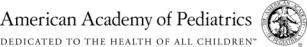 American Academy of Pediatrics
DEDICATED TO THE HEALTH OF ALL CHILDREN™